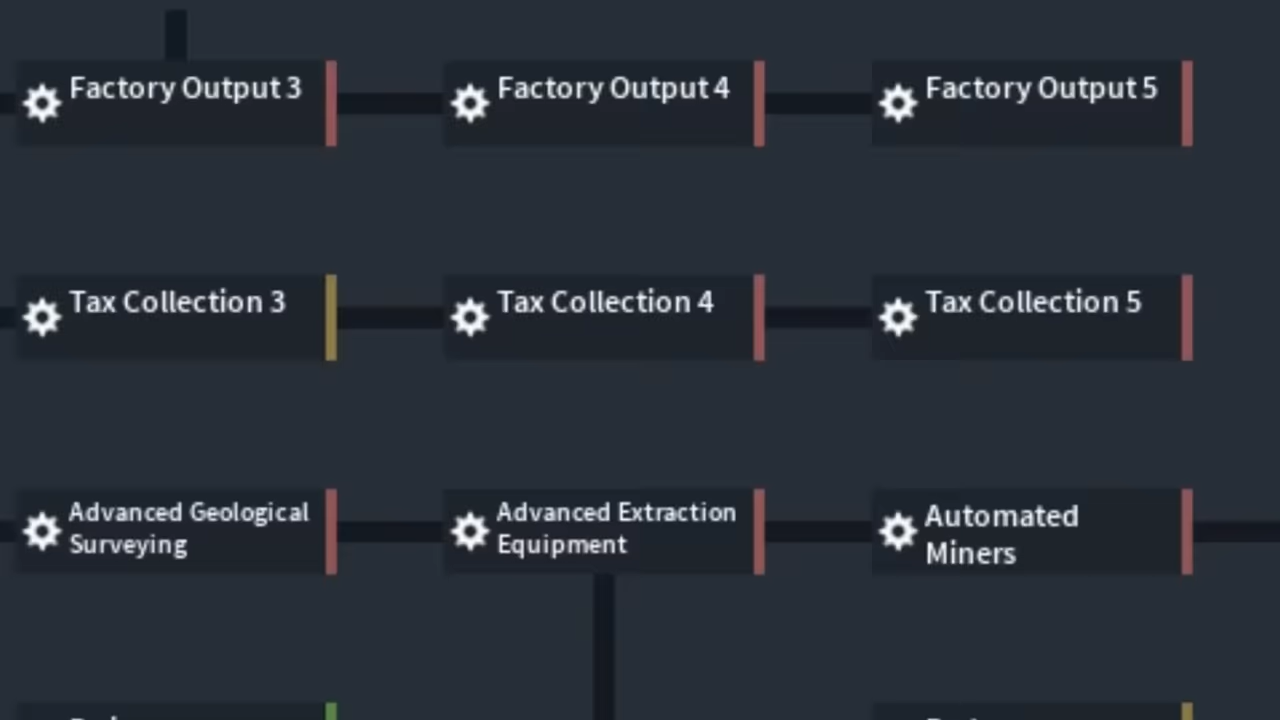 Factory Output 3
Factory Output 4
Factory Output 5
Tax Collection 3
Tax Collection 4
Tax Collection 5
Advanced Geological
Surveying
Advanced Extraction
Equipment
Automated
Miners